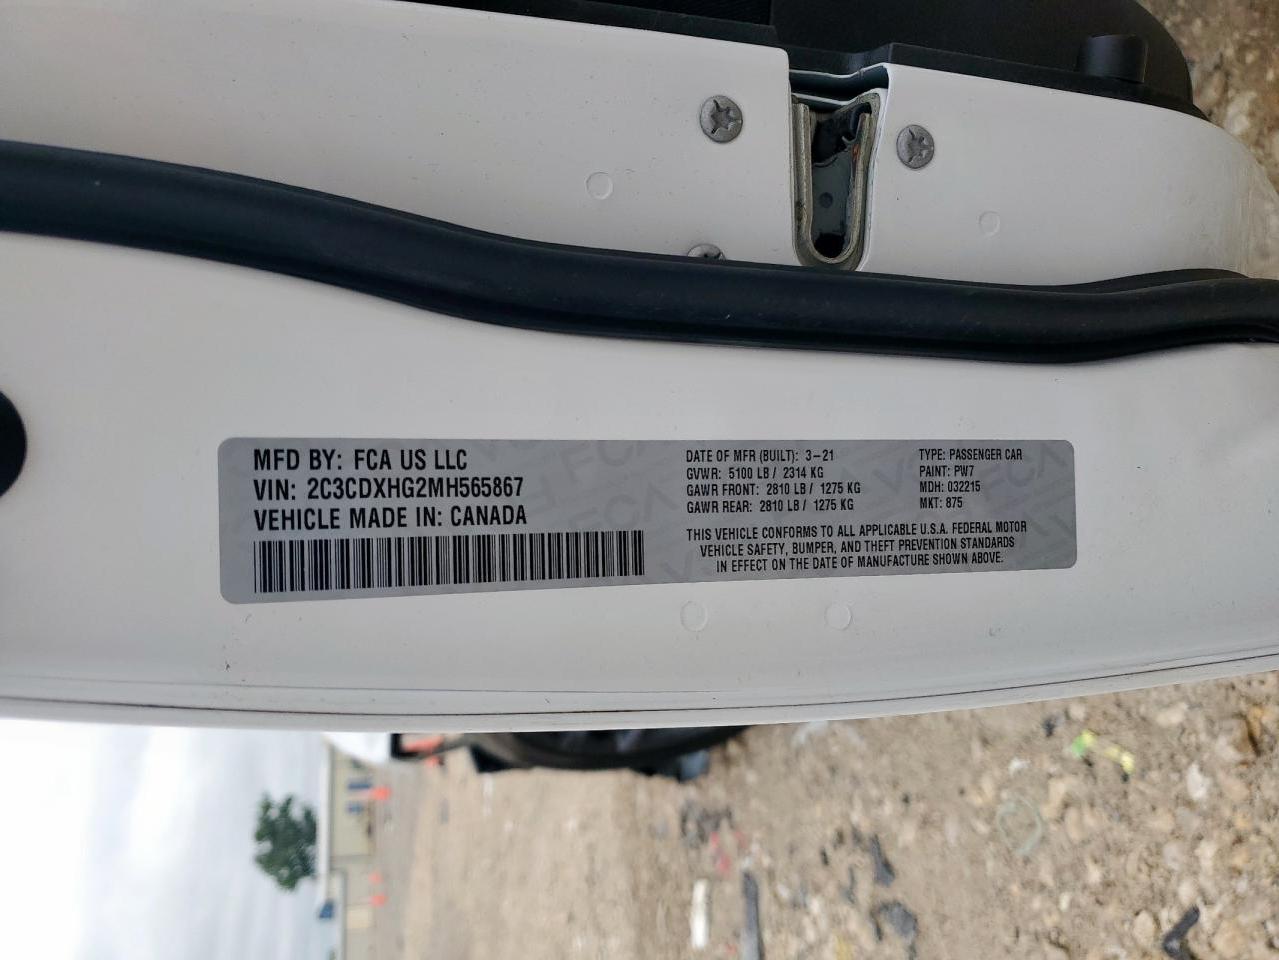 MFD BY: FCA US LLC
VIN: 2C3CDXHG2MH565867
VEHICLE MADE IN: CANADA
DATE OF MFR (BUILT): 3-21
GVWR: 5100 LB / 2314 KG
GAWR FRONT: 2810 LB / 1275 KG
GAWR REAR: 2810 LB / 1275 KG
TYPE: PASSENGER CAR
PAINT: PW7
MDH: 032215
MKT: 875
THIS VEHICLE CONFORMS TO ALL APPLICABLE U.S.A. FEDERAL MOTOR
VEHICLE SAFETY, BUMPER, AND THEFT PREVENTION STANDARDS
IN EFFECT ON THE DATE OF MANUFACTURE SHOWN ABOVE.